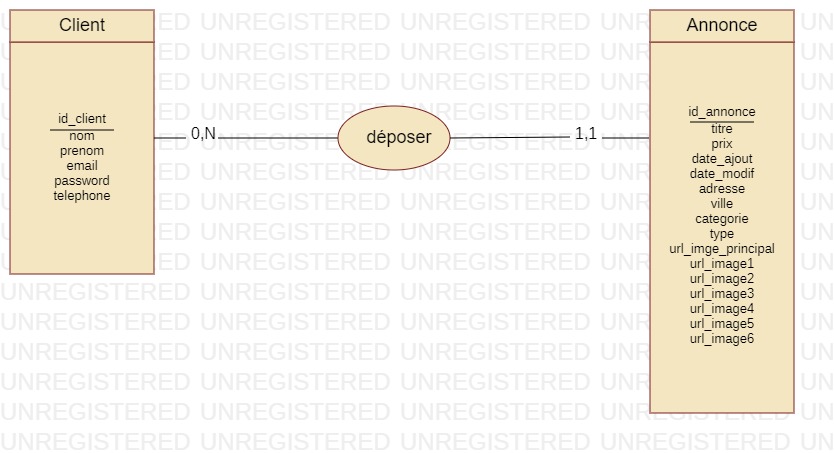 Client
id_client
nom
prenom
email
password
telephone
0,N
déposer
1,1
Annonce
id_annonce
titre
prix
date_ajout
date_modif
adresse
ville
categorie
type
url_imge_principal
url_image1
url_image2
url_image3
url_image4
url_image5
url_image6
UNREGISTERED UNREGISTERED UNREGISTERED UNREGISTERED